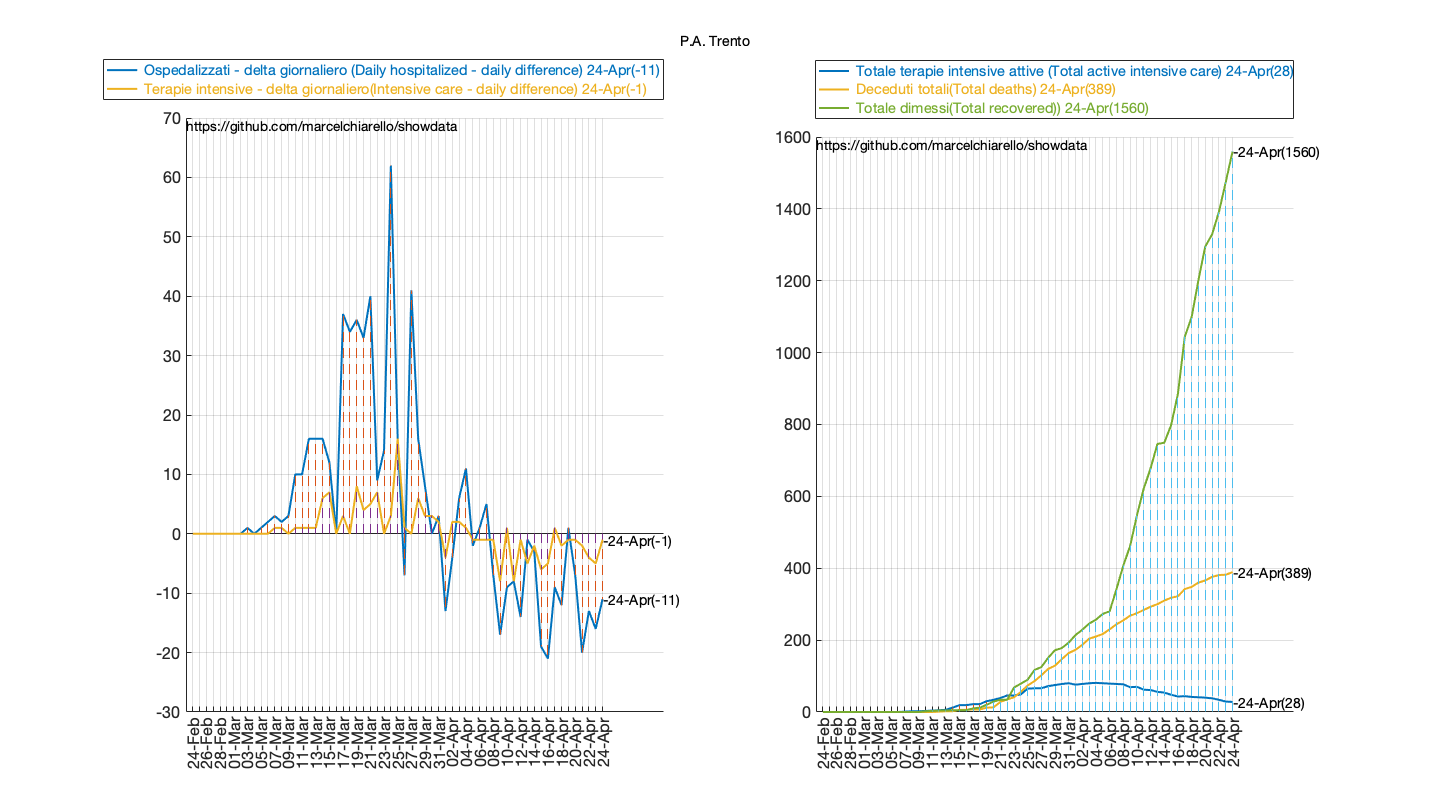 P.A. Trento
Ospedalizzati - delta giornaliero (Daily hospitalized - daily difference) 24-Apr(-11)
Terapie intensive - delta giornaliero(Intensive care - daily difference) 24-Apr(-1)
https://github.com/marcelchiarello/showdata
70
60
50
40
30
20
10
0
-10
-20
-30
-24-Apr(-1)
-24-Apr(-11)
24-Feb
26-Feb
28-Feb
01-Mar
03-Mar
05-Mar
07-Mar
09-Mar
11-Mar
13-Mar
15-Mar
17-Mar
19-Mar
21-Mar
23-Mar
25-Mar
27-Mar
29-Mar
31-Mar
02-Apr
04-Apr
06-Apr
08-Apr
10-Apr
12-Apr
14-Apr
16-Apr
18-Apr
20-Apr
22-Apr
24-Apr
Totale terapie intensive attive (Total active intensive care) 24-Apr(28)
Deceduti totali(Total deaths) 24-Apr(389)
Totale dimessi(Total recovered)) 24-Apr(1560)
https://github.com/marcelchiarello/showdata
1600
1400
1200
1000
800
600
400
200
0
-24-Apr(1560)
-24-Apr(389)
-24-Apr(28)
24-Feb
26-Feb
28-Feb
01-Mar
03-Mar
05-Mar
07-Mar
09-Mar
11-Mar
13-Mar
15-Mar
17-Mar
19-Mar
21-Mar
23-Mar
25-Mar
27-Mar
29-Mar
31-Mar
02-Apr
04-Apr
06-Apr
08-Apr
10-Apr
12-Apr
14-Apr
16-Apr
18-Apr
20-Apr
22-Apr
24-Apr